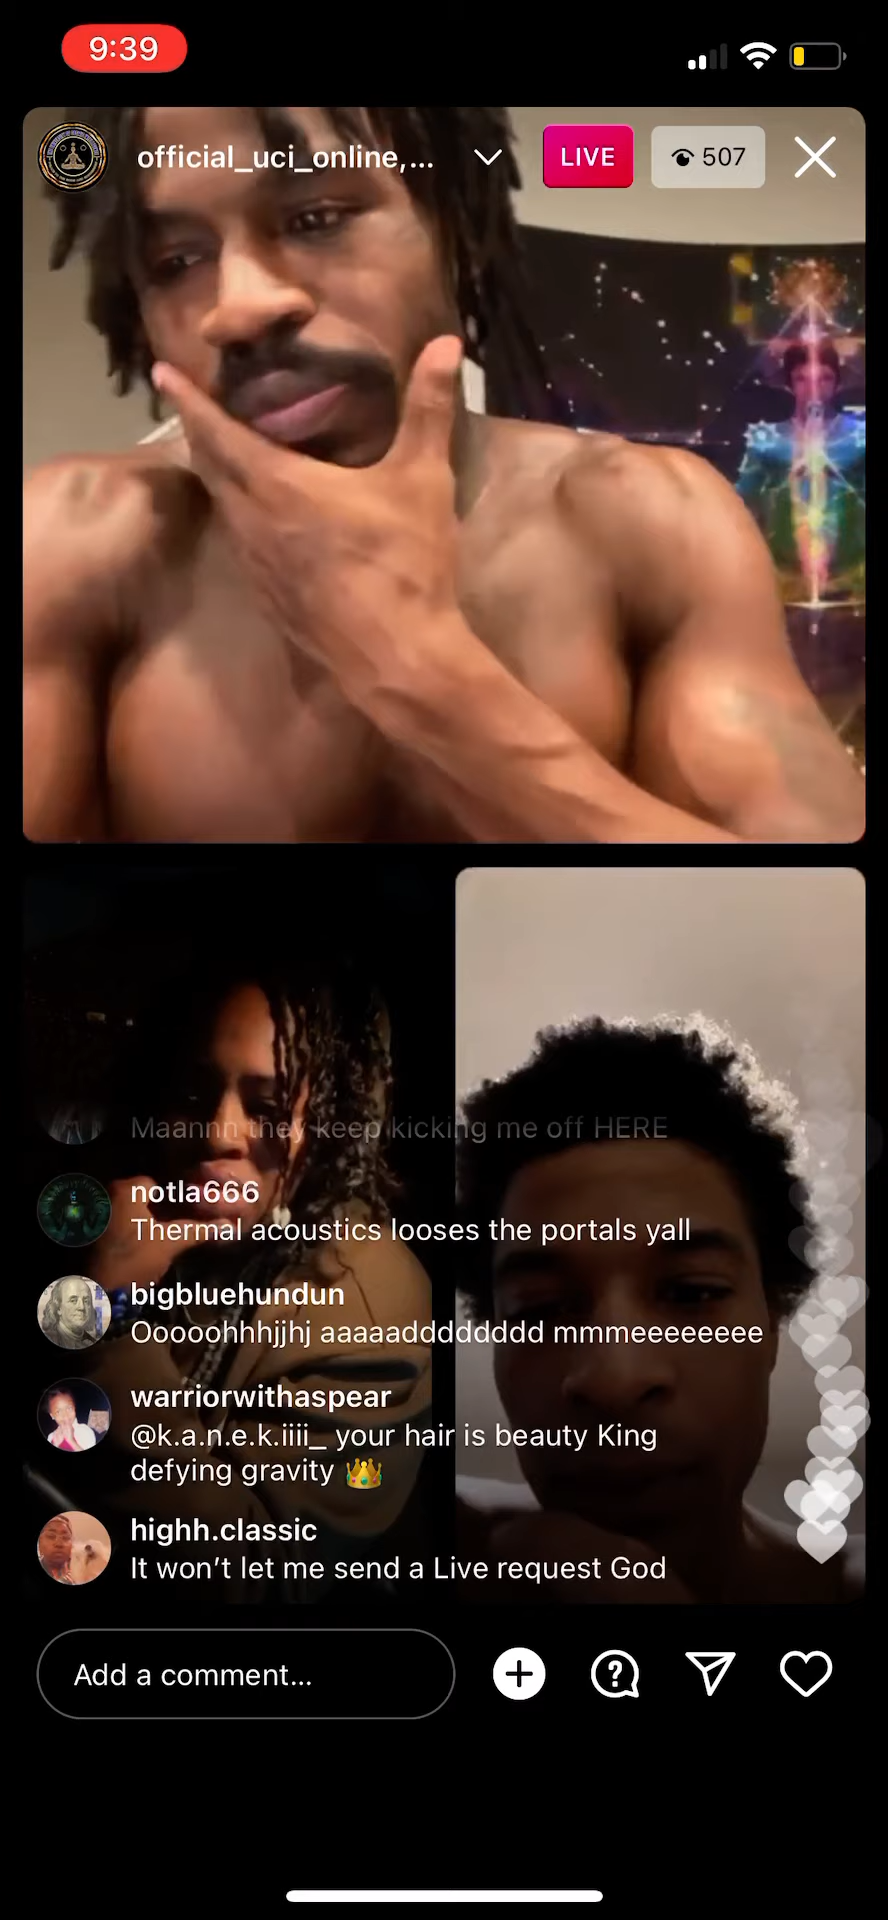 9:39
official_uci_online,...
LIVE
507
Maannn they keep kicking me off HERE
notla666
Thermal acoustics looses the portals yall
bigbluehundun
Ooooohhhjjhj aaaaadddddddd mmmeeeeeeee
warriorwithaspear
@k.a.n.e.k.iiii_ your hair is beauty King
defying gravity 👑
highh.classic
It won’t let me send a Live request God
Add a comment...